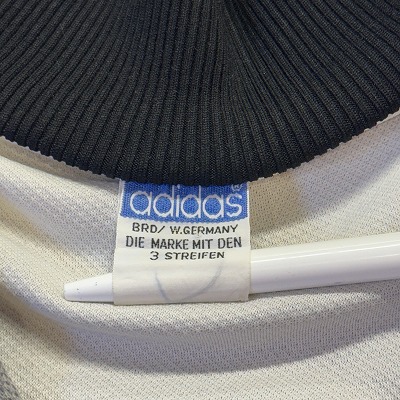 adidas
BRD/ W.GERMANY
DIE MARKE MIT DEN
3 STREIFEN